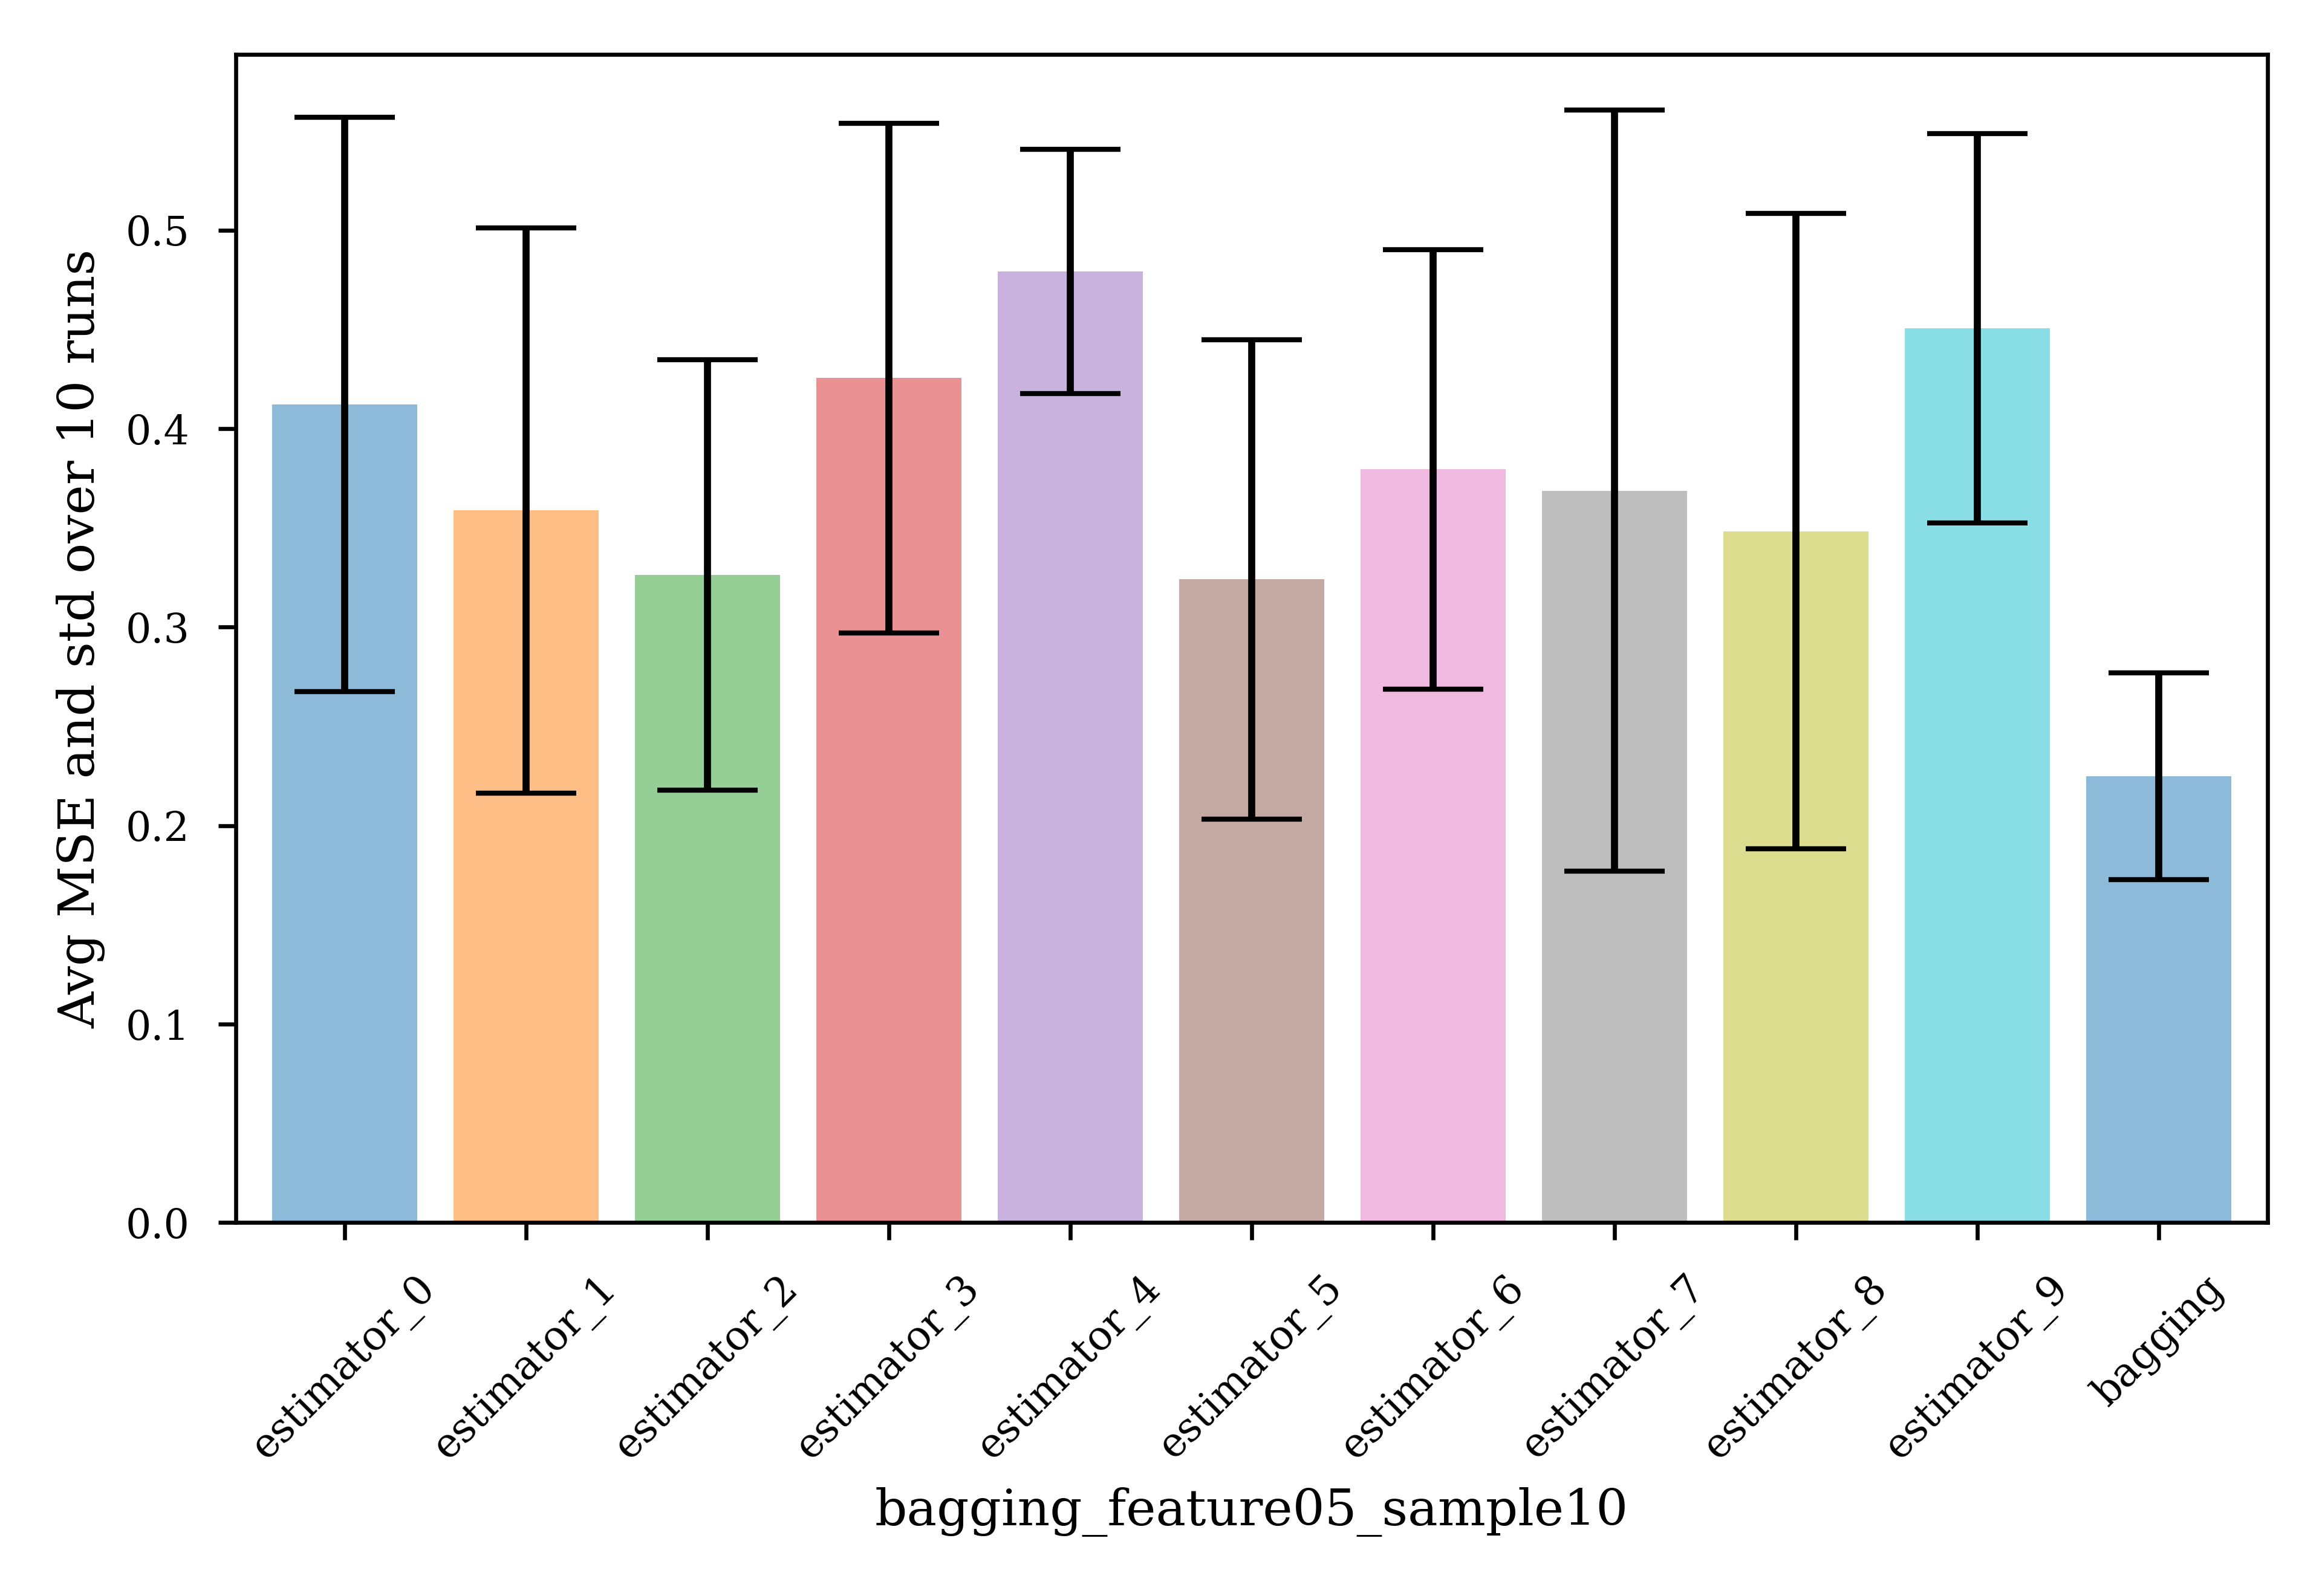 Avg MSE and std over 10 runs
0.5
0.4
0.3
0.2
0.1
0.0
estimator_0
estimator_1
estimator_2
estimator_3
estimator_4
estimator_5
estimator_6
estimator_7
estimator_8
estimator_9
bagging
bagging_feature05_sample10